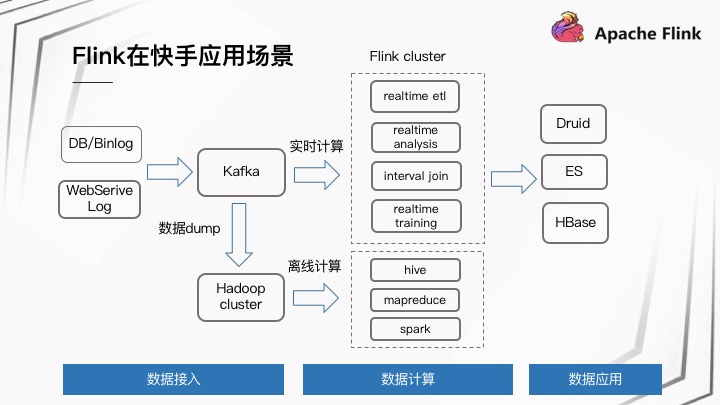 Apache Flink
Flink在快手应用场景
Flink cluster
DB/Binlog
WebSerive
Log
Kafka
实时计算
realtime etl
realtime
analysis
interval join
realtime
training
Druid
ES
HBase
数据dump
Hadoop
cluster
离线计算
hive
mapreduce
spark
数据接入
数据计算
数据应用